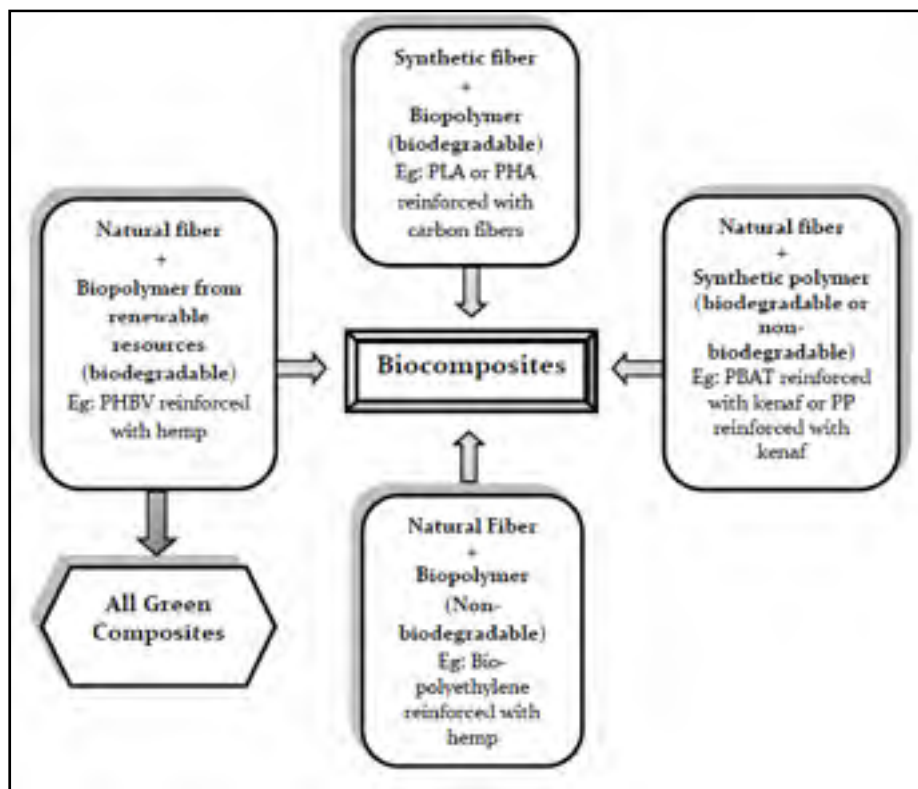 Synthetic fiber
+
Biopolymer
(biodegradable)
Eg: PLA or PHA
reinforced with
carbon fibers
Natural fiber
+
Biopolymer from
renewable
resources
(biodegradable)
Eg: PHBV reinforced
with hemp
Biocomposites
Natural fiber
+
Synthetic polymer
(biodegradable or
non-
biodegradable)
Eg: PBAT reinforced
with kenaf or PP
reinforced with
kenaf
All Green
Composites
Natural Fiber
+
Biopolymer
(Non-
biodegradable)
Eg: Bio-
polyethylene
reinforced with
hemp